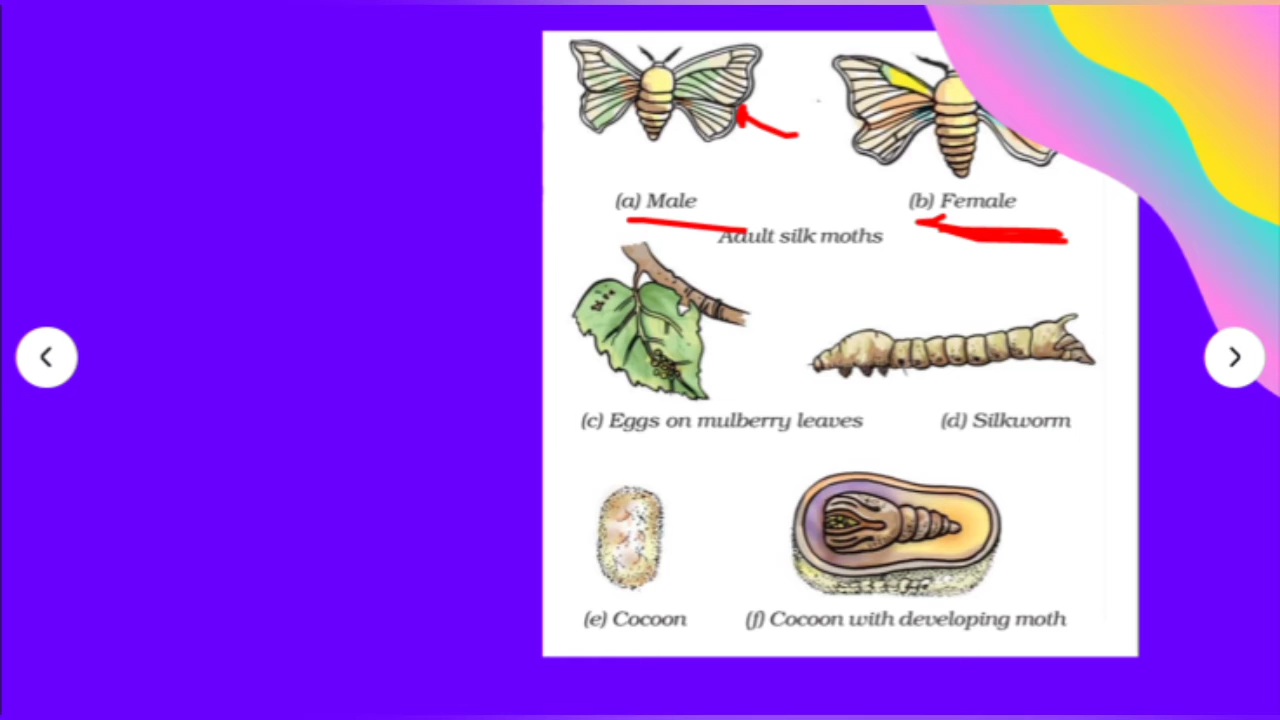 (a) Male
(b) Female
Adult silk moths
(c) Eggs on mulberry leaves
(d) Silkworm
(e) Cocoon
(f) Cocoon with developing moth